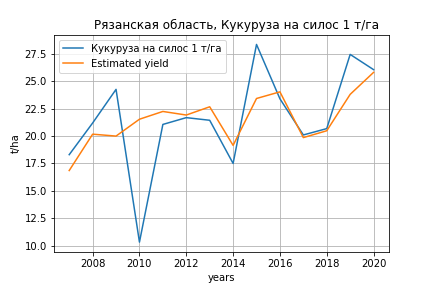 Рязанская область, Кукуруза на силос 1 т/га
Кукуруза на силос 1 т/га
Estimated yield
27.5
25.0
22.5
20.0
17.5
15.0
12.5
10.0
t/ha
2008 2010 2012 2014 2016 2018 2020
years